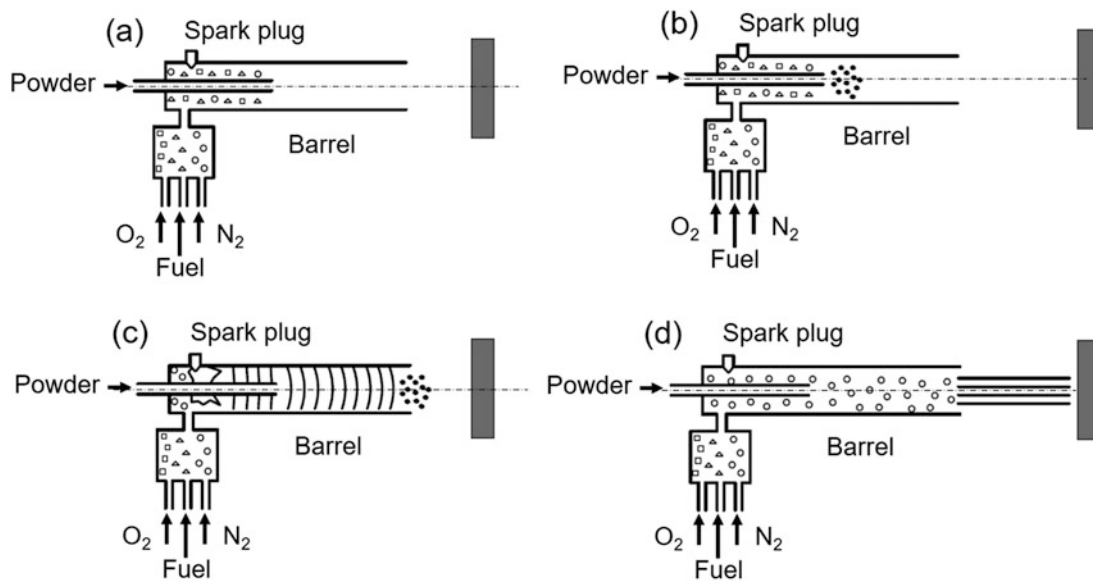 (a)
Spark plug
Powder
Barrel
O₂
N₂
Fuel
(b)
Spark plug
Powder
Barrel
O₂
N₂
Fuel
(c)
Spark plug
Powder
Barrel
O₂
N₂
Fuel
(d)
Spark plug
Powder
Barrel
O₂
N₂
Fuel